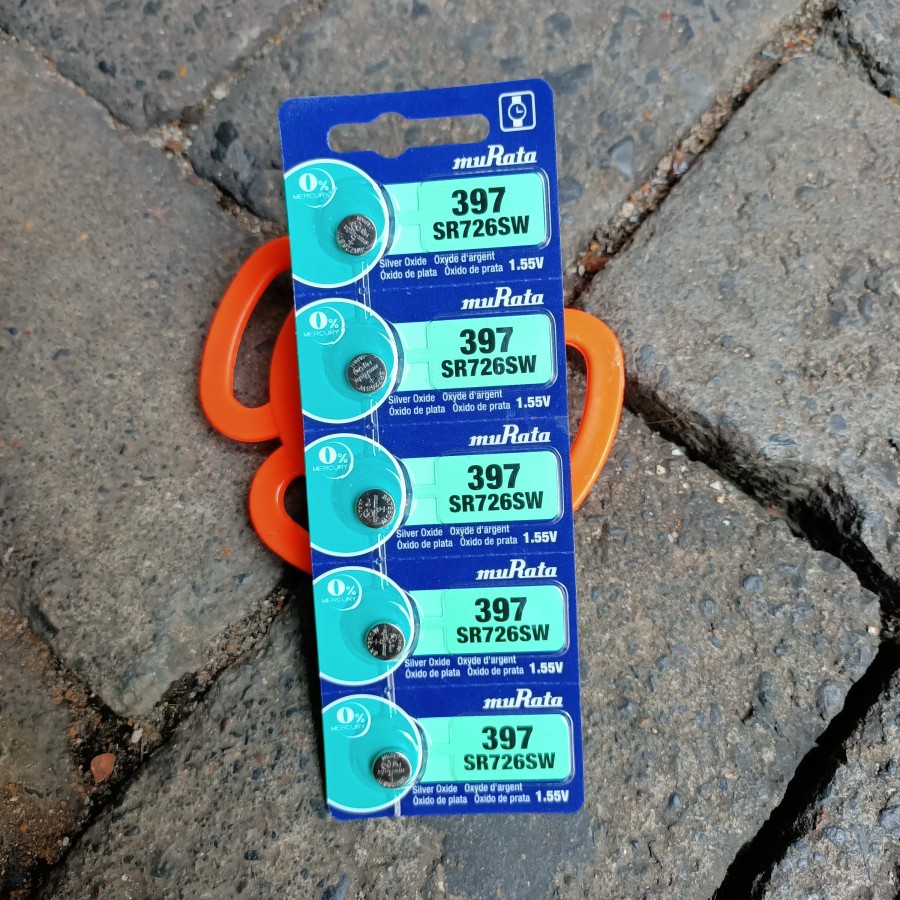 muRata
0%
MERCURY
397
SR726SW
Silver Oxide Oxyde d'argent
Óxido de plata Óxido de prata 1.55V
muRata
0%
MERCURY
397
SR726SW
Silver Oxide Oxyde d'argent
Óxido de plata Óxido de prata 1.55V
muRata
0%
MERCURY
397
SR726SW
Silver Oxide Oxyde d'argent
Óxido de plata Óxido de prata 1.55V
muRata
0%
MERCURY
397
SR726SW
Silver Oxide Oxyde d'argent
Óxido de plata Óxido de prata 1.55V
muRata
0%
MERCURY
397
SR726SW
Silver Oxide Oxyde d'argent
Óxido de plata Óxido de prata 1.55V